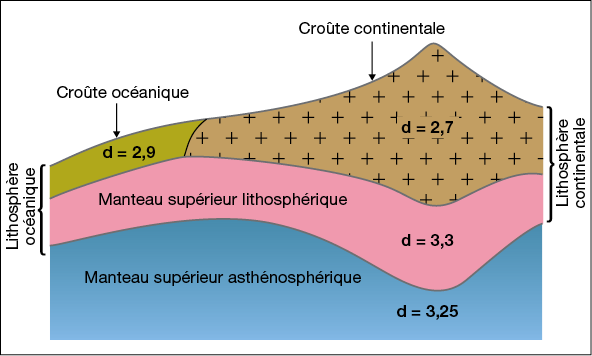 Croûte continentale
Croûte océanique
d = 2,7
d = 2,9
Lithosphère
océanique
Lithosphère
continentale
Manteau supérieur lithosphérique
d = 3,3
Manteau supérieur asthénosphérique
d = 3,25